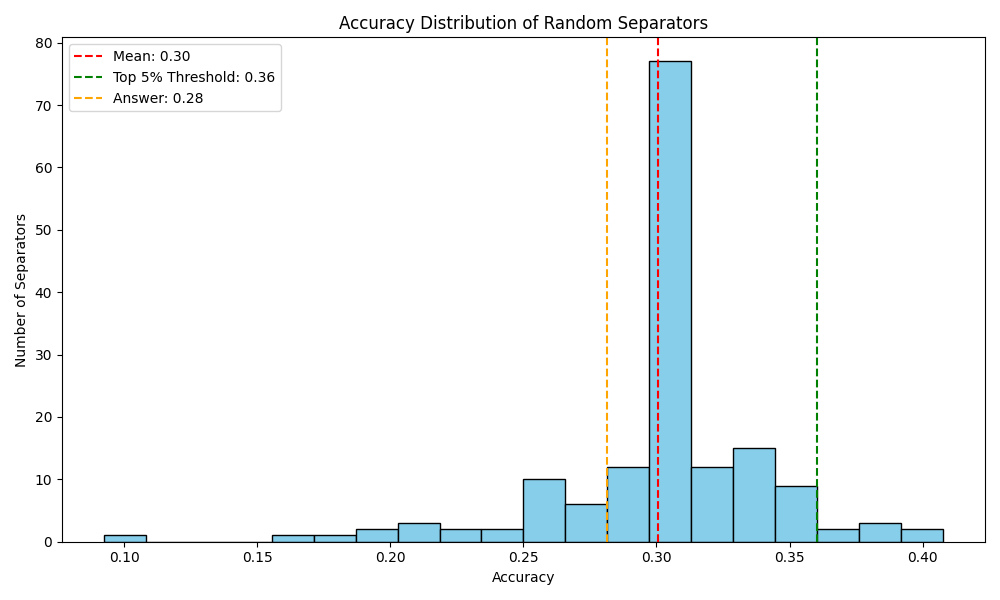 Accuracy Distribution of Random Separators
Mean: 0.30
Top 5% Threshold: 0.36
Answer: 0.28
Number of Separators
80
70
60
50
40
30
20
10
0
0.10 0.15 0.20 0.25 0.30 0.35 0.40
Accuracy